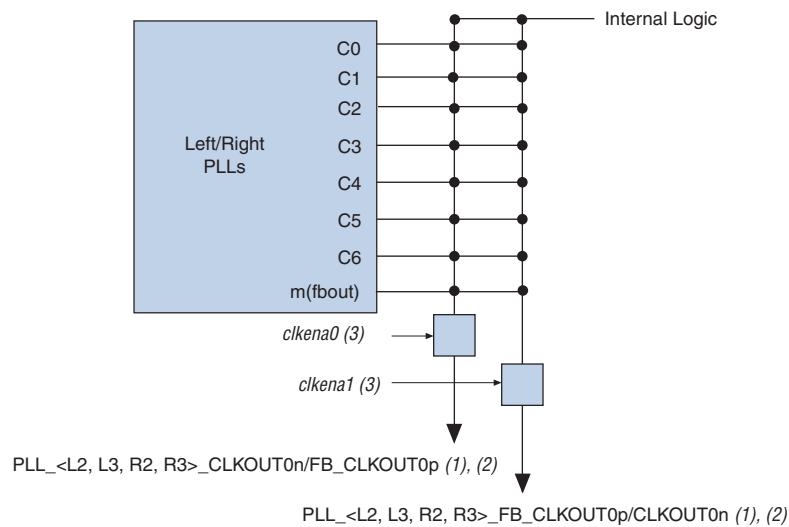 Internal Logic
C0
C1
C2
Left/Right
PLLs
C3
C4
C5
C6
m(fbout)
clkena0 (3)
clkena1 (3)
PLL_<L2, L3, R2, R3>_CLKOUT0n/FB_CLKOUT0p (1), (2)
PLL_<L2, L3, R2, R3>_FB_CLKOUT0p/CLKOUT0n (1), (2)